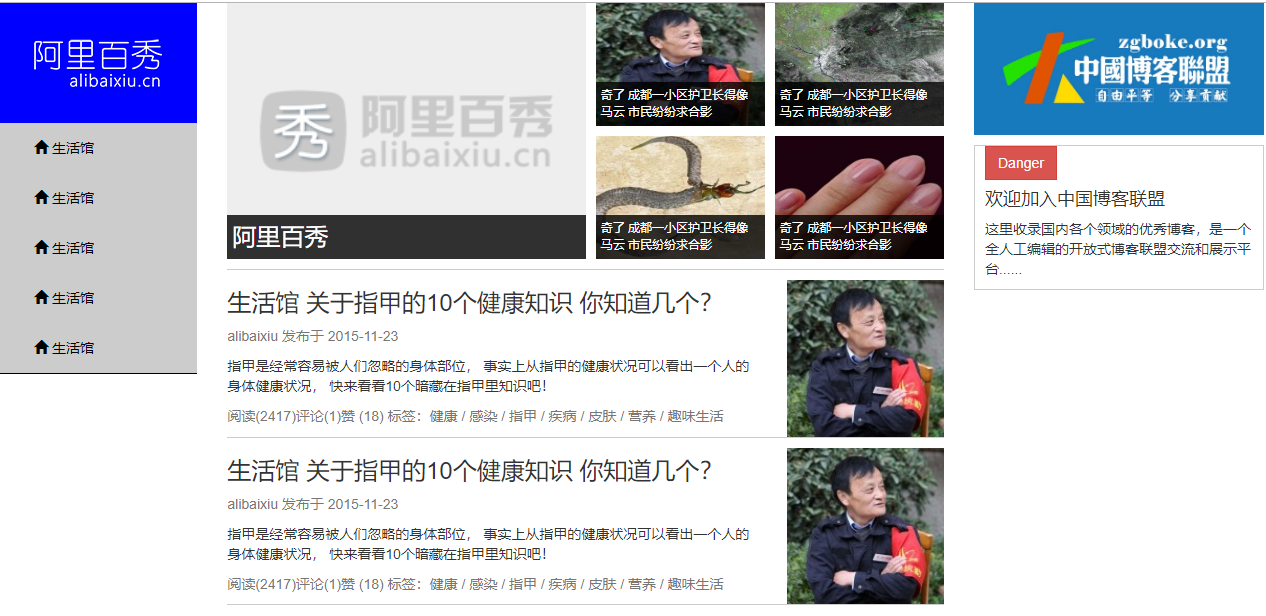 阿里百秀
alibaixiu.cn
生活馆
生活馆
生活馆
生活馆
生活馆
秀 阿里百秀
alibaixiu.cn
阿里百秀
奇了 成都一小区护卫长得像
马云 市民纷纷求合影
奇了 成都一小区护卫长得像
马云 市民纷纷求合影
奇了 成都一小区护卫长得像
马云 市民纷纷求合影
奇了 成都一小区护卫长得像
马云 市民纷纷求合影
生活馆 关于指甲的10个健康知识 你知道几个?
alibaixiu 发布于 2015-11-23
指甲是经常容易被人们忽略的身体部位， 事实上从指甲的健康状况可以看出一个人的
身体健康状况， 快来看看10个暗藏在指甲里知识吧!
阅读(2417)评论(1)赞 (18) 标签：健康 / 感染 / 指甲 / 疾病 / 皮肤 / 营养 / 趣味生活
生活馆 关于指甲的10个健康知识 你知道几个?
alibaixiu 发布于 2015-11-23
指甲是经常容易被人们忽略的身体部位， 事实上从指甲的健康状况可以看出一个人的
身体健康状况， 快来看看10个暗藏在指甲里知识吧!
阅读(2417)评论(1)赞 (18) 标签：健康 / 感染 / 指甲 / 疾病 / 皮肤 / 营养 / 趣味生活
zgboke.org
中國博客聯盟
自由平等 分享貢献
Danger
欢迎加入中国博客联盟
这里收录国内各个领域的优秀博客，是一个
全人工编辑的开放式博客联盟交流和展示平
台......